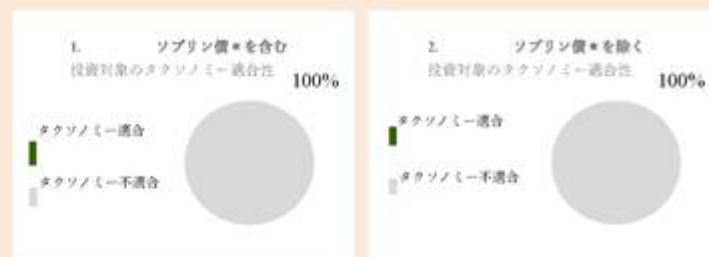 1. ソブリン債＊を含む
投資対象のタクソノミー適合性
100%
タクソノミー適合
タクソノミー不適合
2. ソブリン債＊を除く
投資対象のタクソノミー適合性
100%
タクソノミー適合
タクソノミー不適合